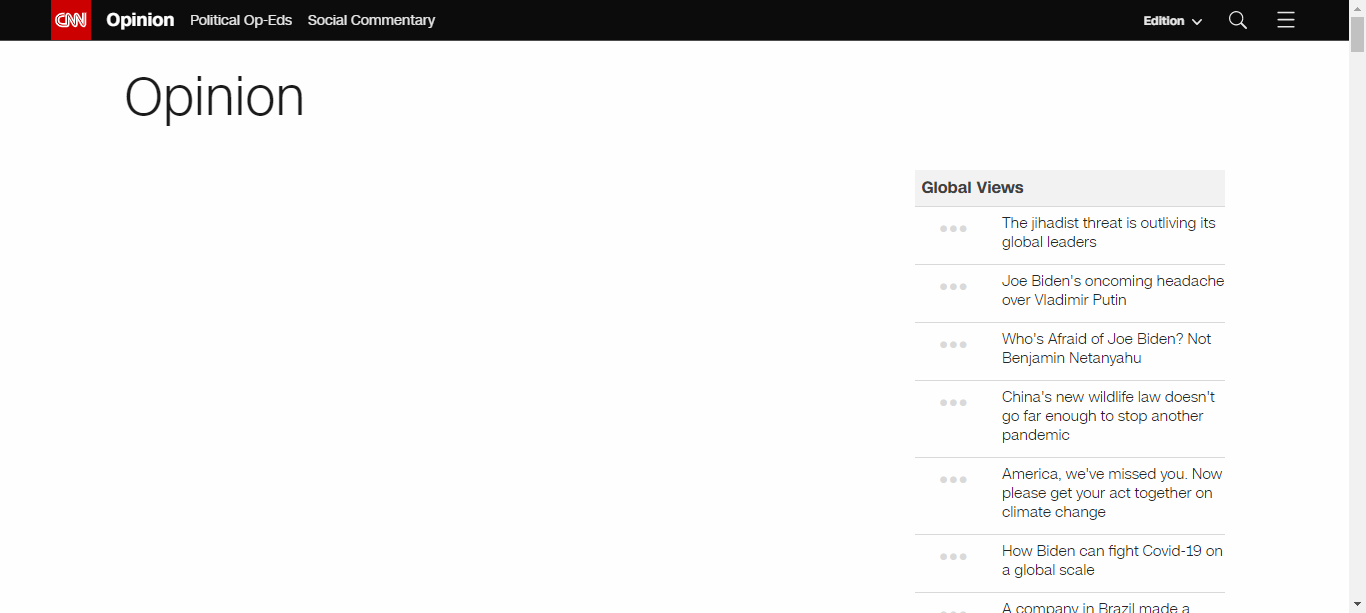 CNN Opinion Political Op-Eds Social Commentary Edition
Opinion
Global Views
The jihadist threat is outliving its
global leaders
Joe Biden's oncoming headache
over Vladimir Putin
Who's Afraid of Joe Biden? Not
Benjamin Netanyahu
China's new wildlife law doesn't
go far enough to stop another
pandemic
America, we've missed you. Now
please get your act together on
climate change
How Biden can fight Covid-19 on
a global scale
A company in Brazil made a